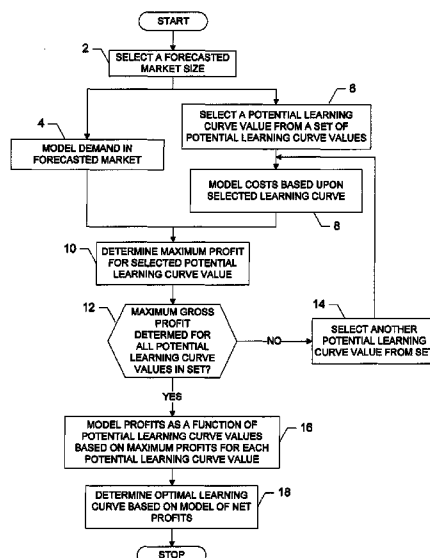 START
2
SELECT A FORECASTED
MARKET SIZE
6
SELECT A POTENTIAL LEARNING
CURVE VALUE FROM A SET OF
POTENTIAL LEARNING CURVE VALUES
4
MODEL DEMAND IN
FORECASTED MARKET
MODEL COSTS BASED UPON
SELECTED LEARNING CURVE
8
10
DETERMINE MAXIMUM PROFIT
FOR SELECTED POTENTIAL
LEARNING CURVE VALUE
12
MAXIMUM GROSS
PROFIT
DETERMED FOR
ALL POTENTIAL
LEARNING CURVE
VALUES IN SET?
NO
14
SELECT ANOTHER
POTENTIAL LEARNING
CURVE VALUE FROM SET
YES
MODEL PROFITS AS A FUNCTION OF
POTENTIAL LEARNING CURVE VALUES
BASED ON MAXIMUM PROFITS FOR EACH
POTENTIAL LEARNING CURVE VALUE
16
DETERMINE OPTIMAL LEARNING
CURVE BASED ON MODEL OF NET
PROFITS
18
STOP